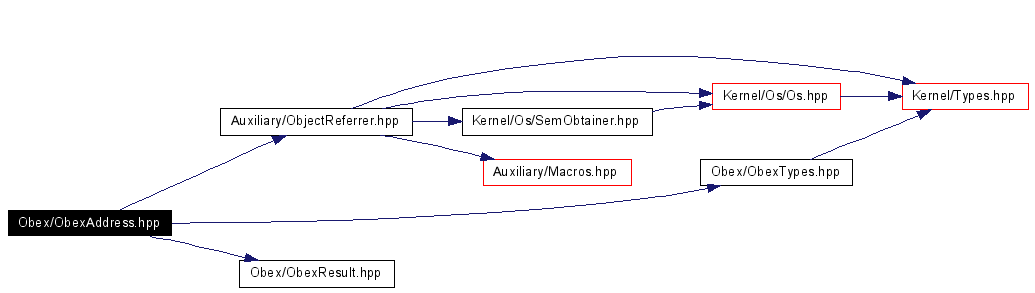 Kernel/Os/Os.hpp
Kernel/Types.hpp
Auxiliary/ObjectReferrer.hpp
Kernel/Os/SemObtainer.hpp
Auxiliary/Macros.hpp
Obex/ObexTypes.hpp
Obex/ObexAddress.hpp
Obex/ObexResult.hpp